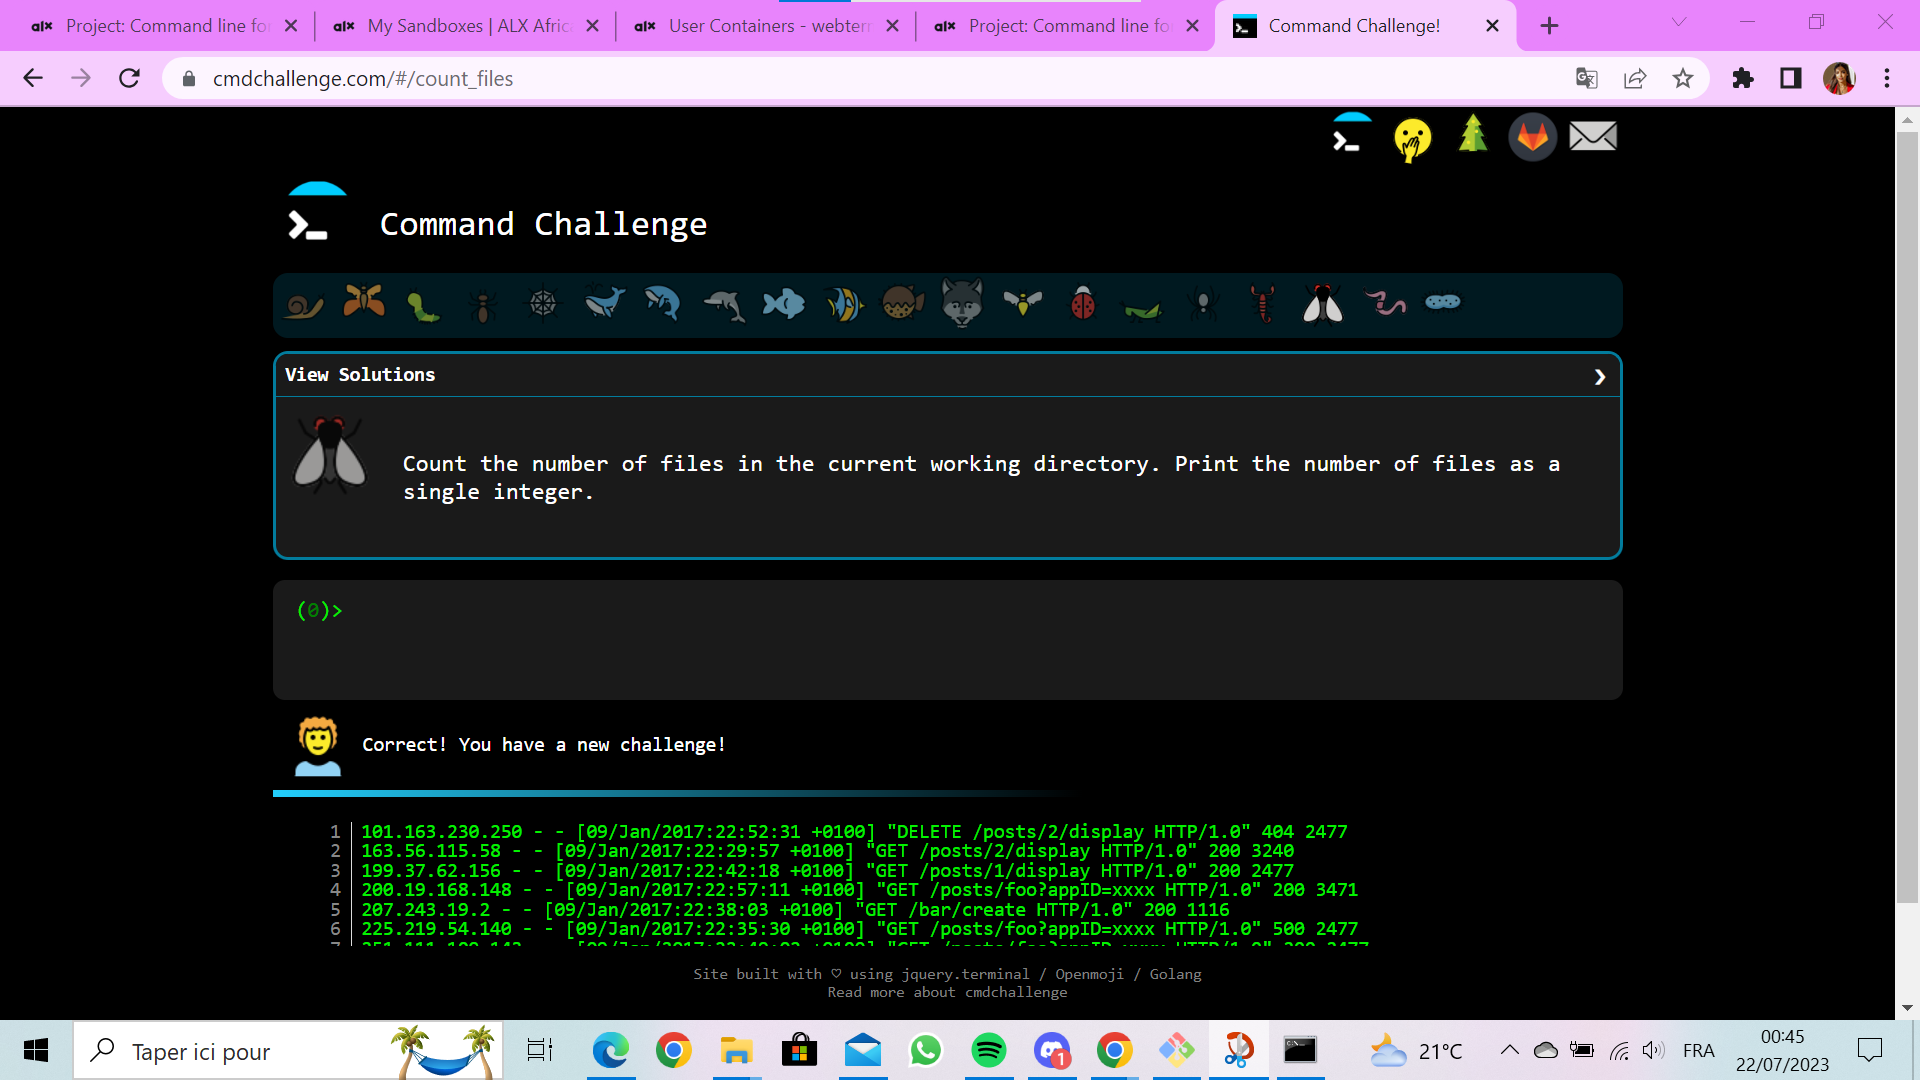 alx Project: Command line fo
alx My Sandboxes | ALX Afric
alx User Containers - webtern
alx Project: Command line fo
Command Challenge!
cmdchallenge.com/#/count_files
Command Challenge
View Solutions
Count the number of files in the current working directory. Print the number of files as a
single integer.
(0)>
Correct! You have a new challenge!
1 101.163.230.250 - - [09/Jan/2017:22:52:31 +0100] "DELETE /posts/2/display HTTP/1.0" 404 2477
2 163.56.115.58 - - [09/Jan/2017:22:29:57 +0100] "GET /posts/2/display HTTP/1.0" 200 3240
3 199.37.62.156 - - [09/Jan/2017:22:42:18 +0100] "GET /posts/1/display HTTP/1.0" 200 2477
4 200.19.168.148 - - [09/Jan/2017:22:57:11 +0100] "GET /posts/foo?appID=xxxx HTTP/1.0" 200 3471
5 207.243.19.2 - - [09/Jan/2017:22:38:03 +0100] "GET /bar/create HTTP/1.0" 200 1116
6 225.219.54.140 - - [09/Jan/2017:22:35:30 +0100] "GET /posts/foo?appID=xxxx HTTP/1.0" 500 2477
Site built with ♡ using jquery.terminal / Openmoji / Golang
Read more about cmdchallenge
Taper ici pour
1
21°C
FRA
00:45
22/07/2023